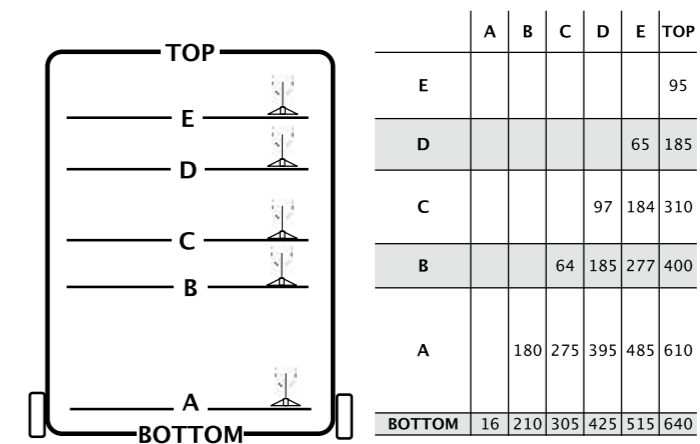 TOP
E
D
C
B
A
BOTTOM
A B C D E TOP
E 95
D 65 185
C 97 184 310
B 64 185 277 400
A 180 275 395 485 610
BOTTOM 16 210 305 425 515 640